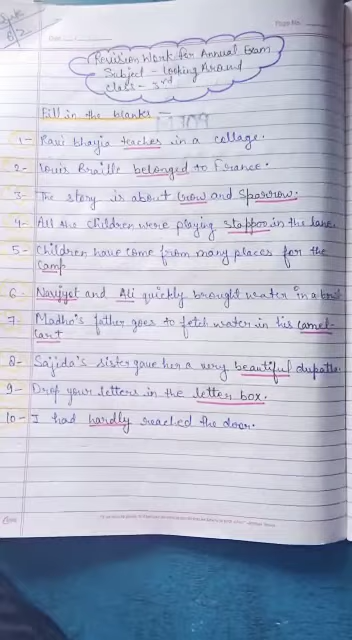 Page No.
Date
Revision Work for Annual Exam
Subject - Looking Around
class - 3rd
Fill in the blanks -
1- Ravi bhaiya teaches in a collage.
2- Louis Braille belonged to France.
3- The story is about Crow and Sparrow.
4- All the children were playing stappoo in the lane.
5- Children have come from many places for the
Camp
6- Navjyot and Ali quickly brought water in a
7- Madho's father goes to fetch water in his camel-
Cart
8- Sajida's sister gave her a very beautiful dupatta.
9- Drop your letters in the letter box.
10- I had hardly reached the door.